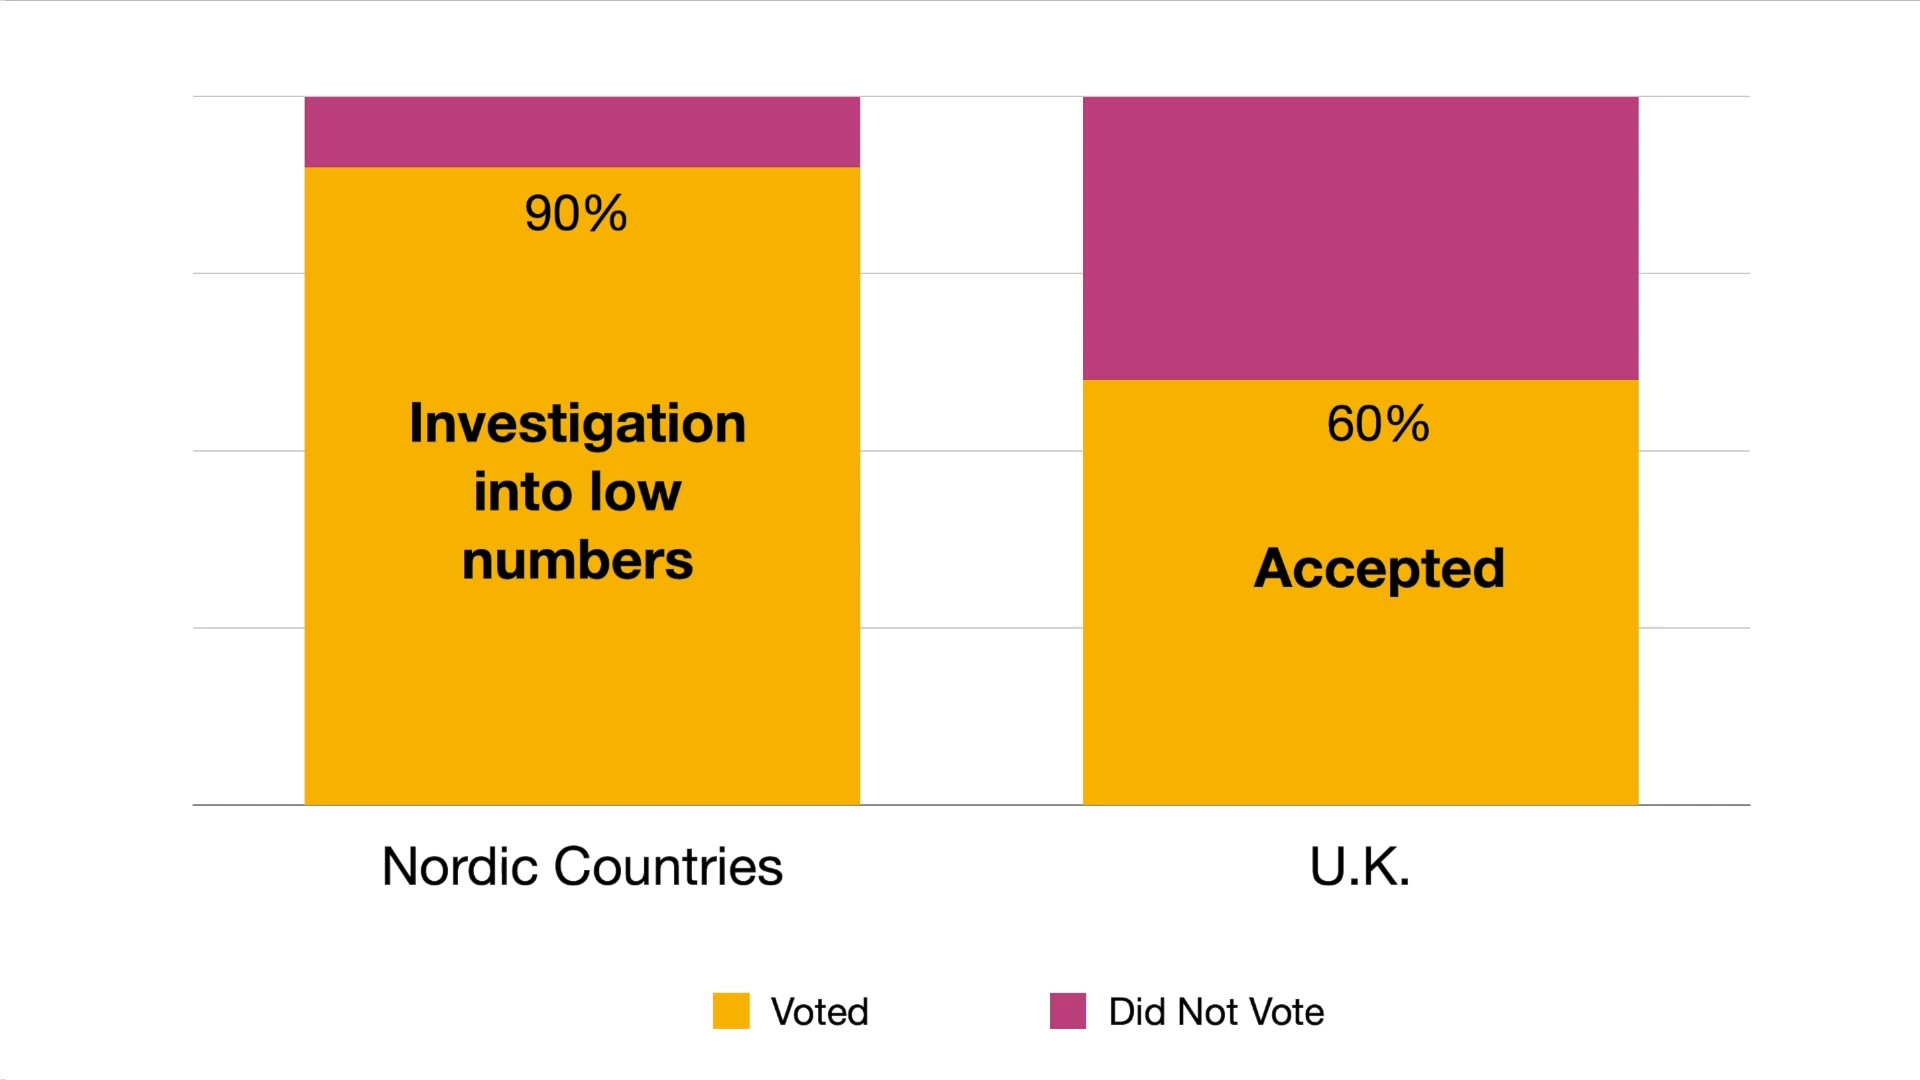 90%
Investigation
into low
numbers
60%
Accepted
Nordic Countries
U.K.
Voted
Did Not Vote